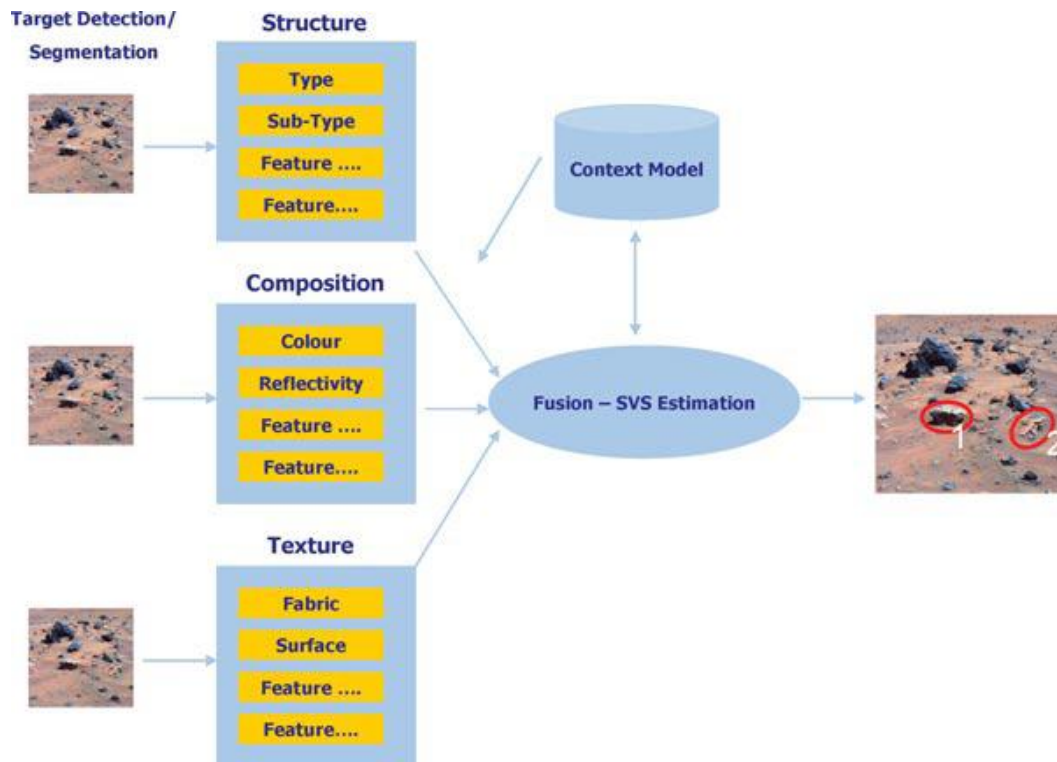 Target Detection/
Segmentation
Structure
Type
Sub-Type
Feature ....
Feature....
Context Model
Composition
Colour
Reflectivity
Feature ....
Feature....
Fusion – SVS Estimation
1
2
Texture
Fabric
Surface
Feature ....
Feature....